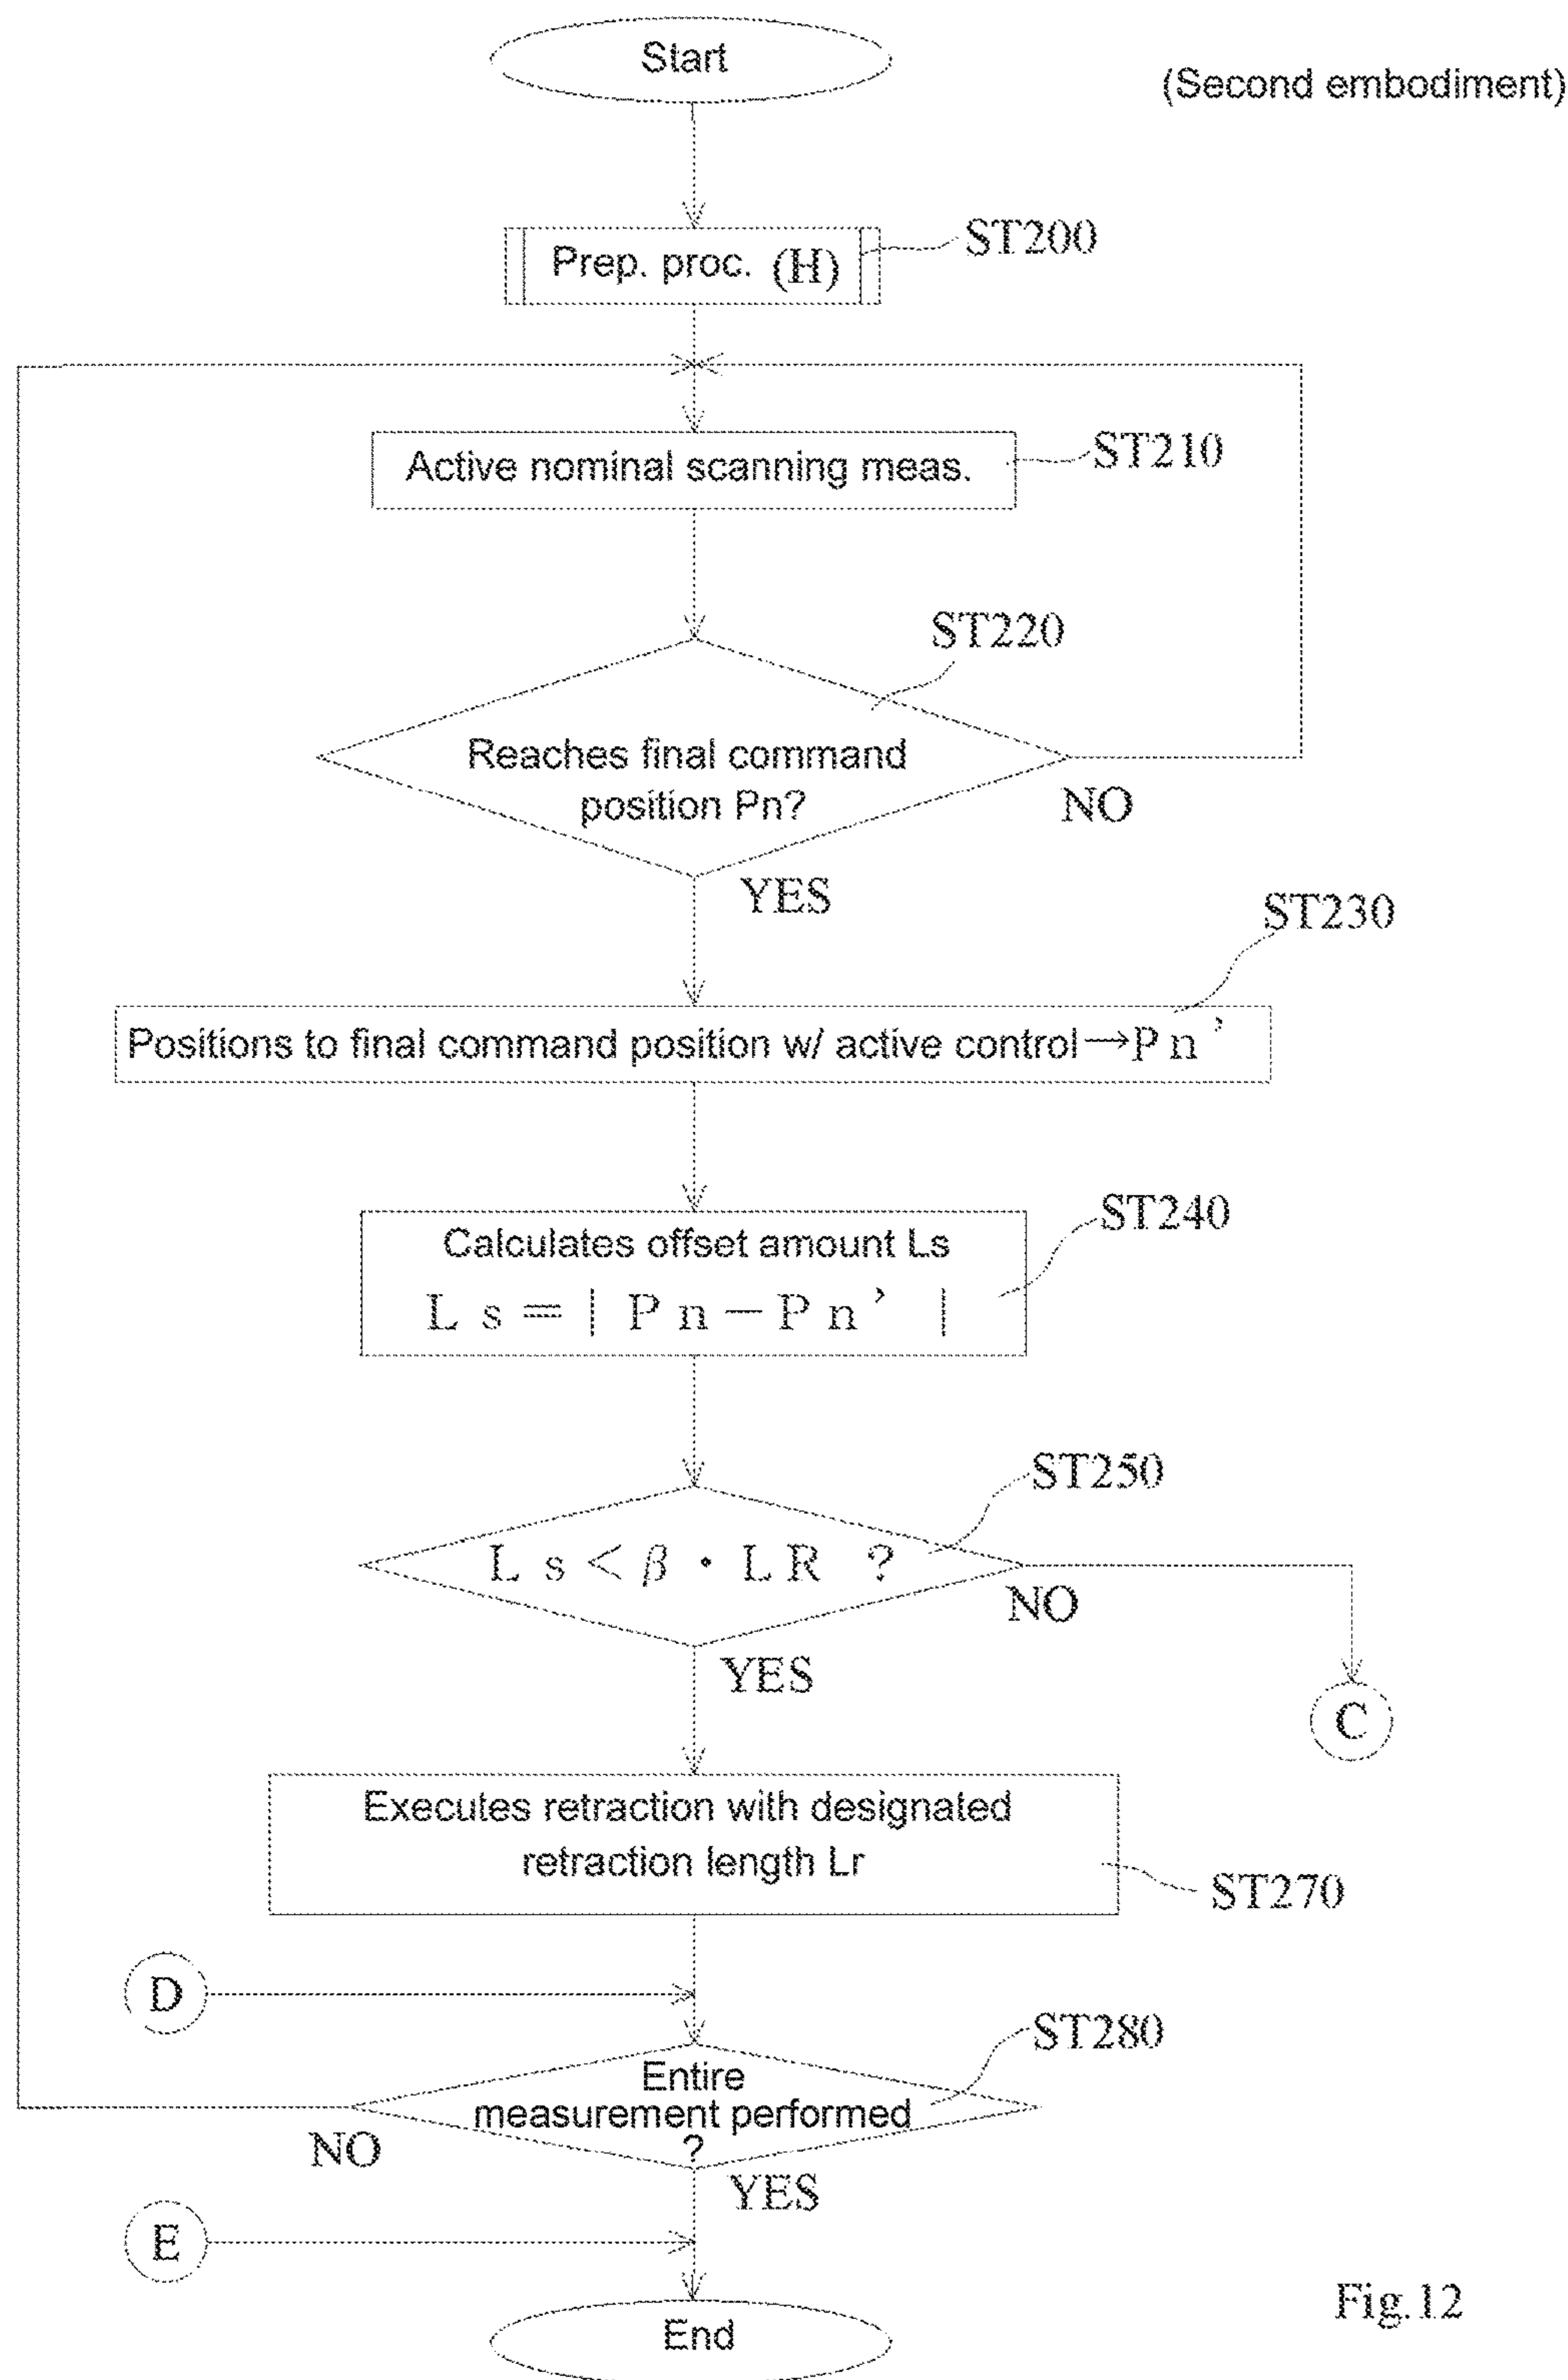 Start
(Second embodiment)
Prep. proc. (H)
ST200
Active nominal scanning meas.
ST210
ST220
Reaches final command
position Pn?
NO
YES
ST230
Positions to final command position w/ active control→Pn’
ST240
Calculates offset amount Ls
Ls=|Pn−Pn’|
ST250
Ls<β・LR ?
NO
YES
C
Executes retraction with designated
retraction length Lr
ST270
D
ST280
Entire
measurement performed
?
NO
YES
E
End
Fig.12